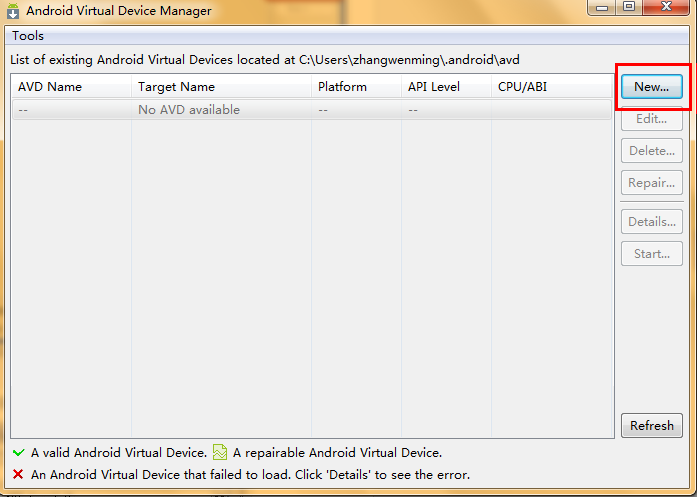 Android Virtual Device Manager
Tools
List of existing Android Virtual Devices located at C:\Users\zhangwenming\.android\avd
AVD Name Target Name Platform API Level CPU/ABI
-- No AVD available -- --
New...
Edit...
Delete...
Repair...
Details...
Start...
Refresh
A valid Android Virtual Device. A repairable Android Virtual Device.
An Android Virtual Device that failed to load. Click 'Details' to see the error.